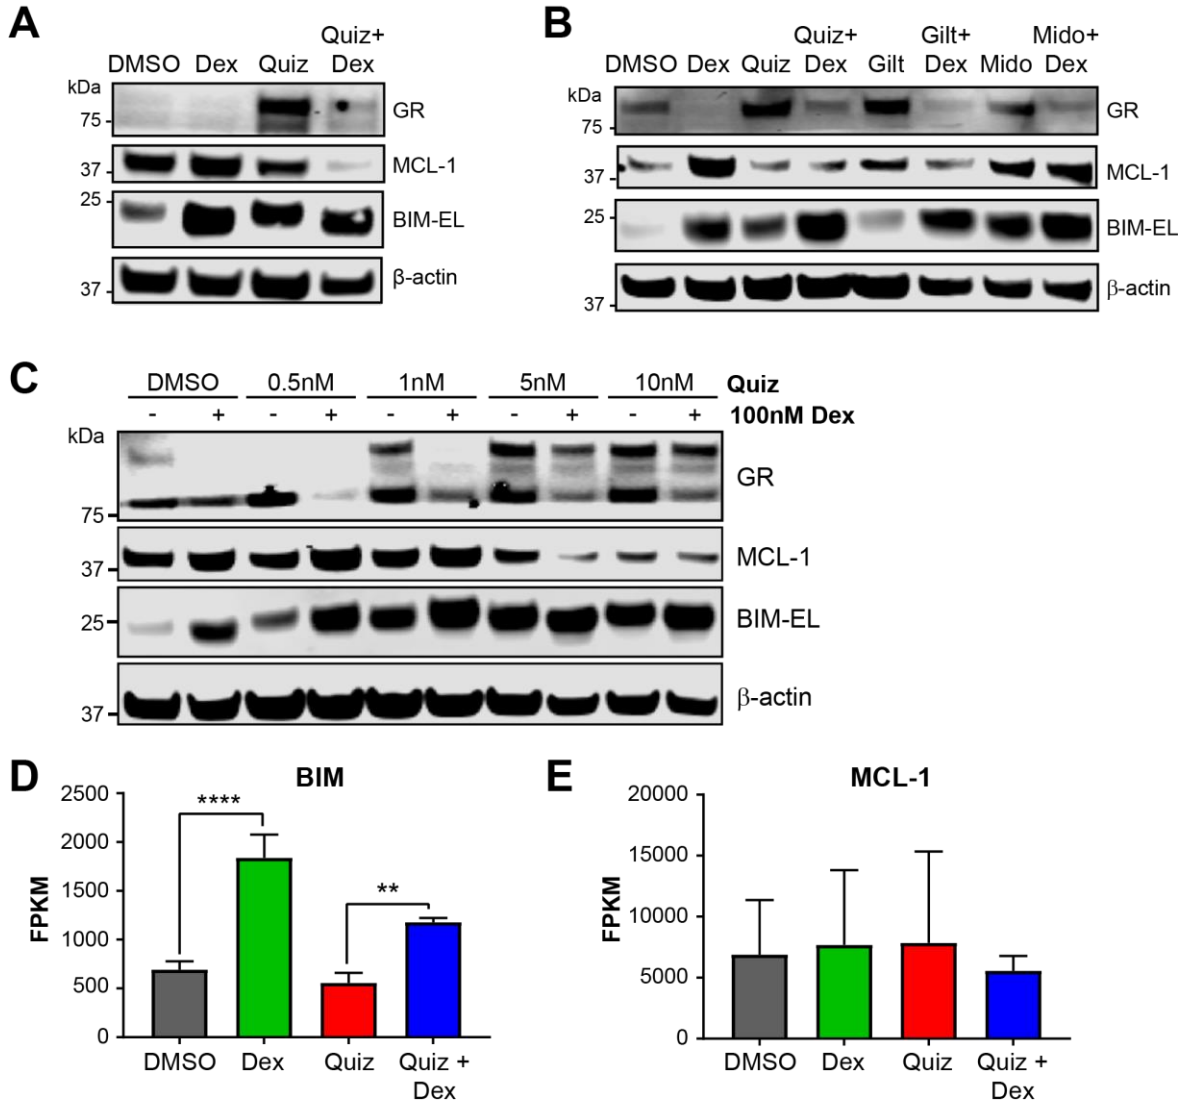 A
Quiz+
DMSO Dex Quiz Dex
kDa
75
GR
37
MCL-1
25
BIM-EL
37
β-actin
B
Quiz+ Gilt+ Mido+
DMSO Dex Quiz Dex Gilt Dex Mido Dex
kDa
75
GR
37
MCL-1
25
BIM-EL
37
β-actin
C
DMSO 0.5nM 1nM 5nM 10nM Quiz
- + - + - + - + - + 100nM Dex
kDa
GR
75
MCL-1
37
25
BIM-EL
β-actin
37
D
BIM
2500
2000
1500
1000
500
0
FPKM
****
**
DMSO Dex Quiz Quiz +
Dex
E
MCL-1
20000
15000
10000
5000
0
FPKM
DMSO Dex Quiz Quiz +
Dex